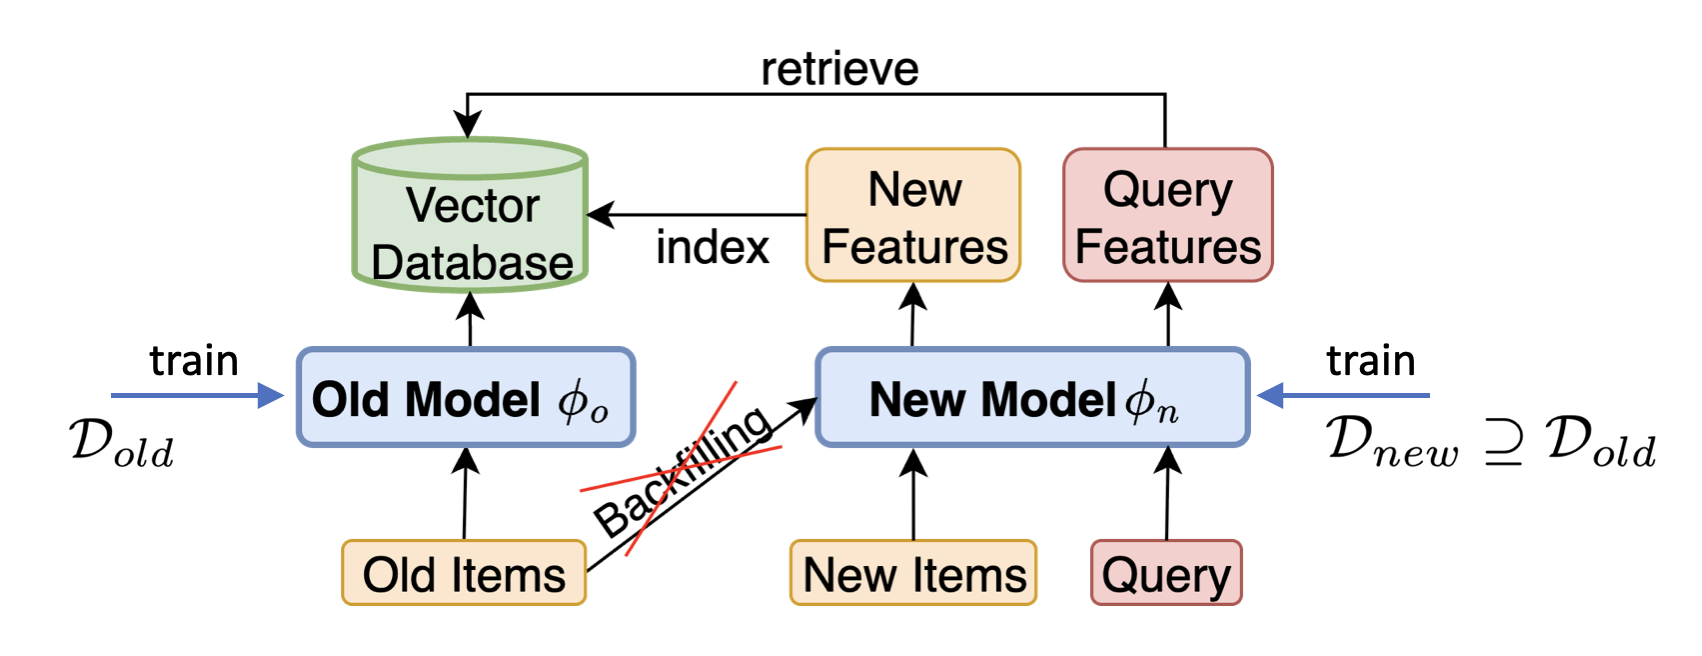 retrieve
Vector
Database
index
New
Features
Query
Features
train
Old Model $\phi_o$
$\mathcal{D}_{old}$
Backfilling
New Model $\phi_n$
train
$\mathcal{D}_{new} \supseteq \mathcal{D}_{old}$
Old Items
New Items
Query